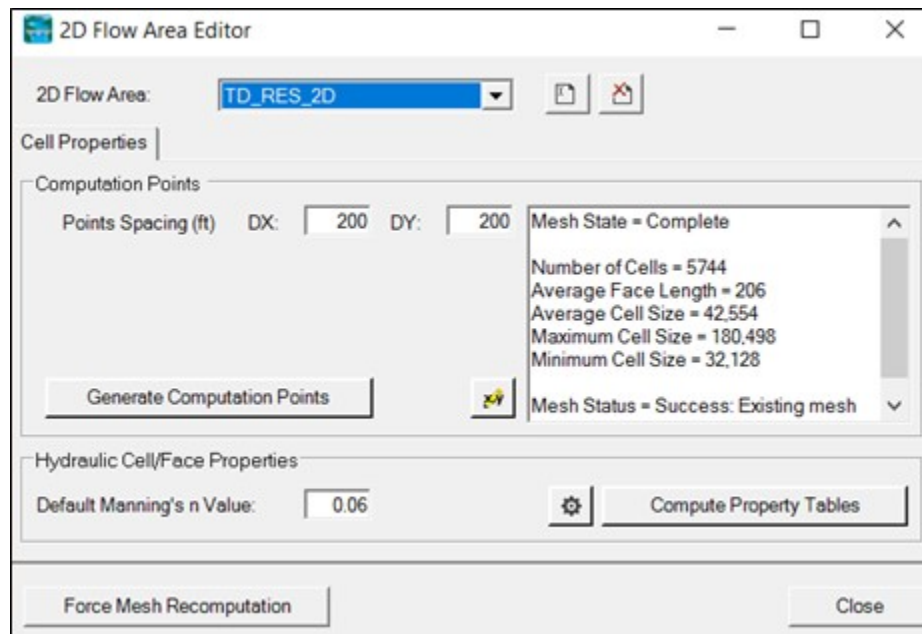 2D Flow Area Editor
2D Flow Area: TD_RES_2D
Cell Properties
Computation Points
Points Spacing (ft) DX: 200 DY: 200
Mesh State = Complete
Number of Cells = 5744
Average Face Length = 206
Average Cell Size = 42,554
Maximum Cell Size = 180,498
Minimum Cell Size = 32,128
Mesh Status = Success: Existing mesh
Generate Computation Points
Hydraulic Cell/Face Properties
Default Manning's n Value: 0.06
Compute Property Tables
Force Mesh Recomputation
Close